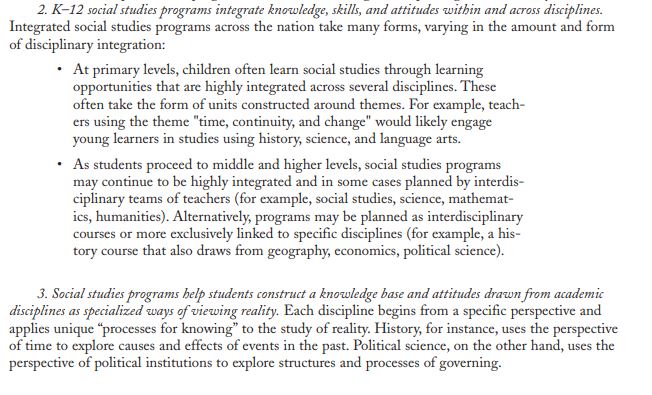 2. K–12 social studies programs integrate knowledge, skills, and attitudes within and across disciplines.
Integrated social studies programs across the nation take many forms, varying in the amount and form
of disciplinary integration:
• At primary levels, children often learn social studies through learning
opportunities that are highly integrated across several disciplines. These
often take the form of units constructed around themes. For example, teach-
ers using the theme "time, continuity, and change" would likely engage
young learners in studies using history, science, and language arts.
• As students proceed to middle and higher levels, social studies programs
may continue to be highly integrated and in some cases planned by interdis-
ciplinary teams of teachers (for example, social studies, science, mathemat-
ics, humanities). Alternatively, programs may be planned as interdisciplinary
courses or more exclusively linked to specific disciplines (for example, a his-
tory course that also draws from geography, economics, political science).
3. Social studies programs help students construct a knowledge base and attitudes drawn from academic
disciplines as specialized ways of viewing reality. Each discipline begins from a specific perspective and
applies unique “processes for knowing” to the study of reality. History, for instance, uses the perspective
of time to explore causes and effects of events in the past. Political science, on the other hand, uses the
perspective of political institutions to explore structures and processes of governing.